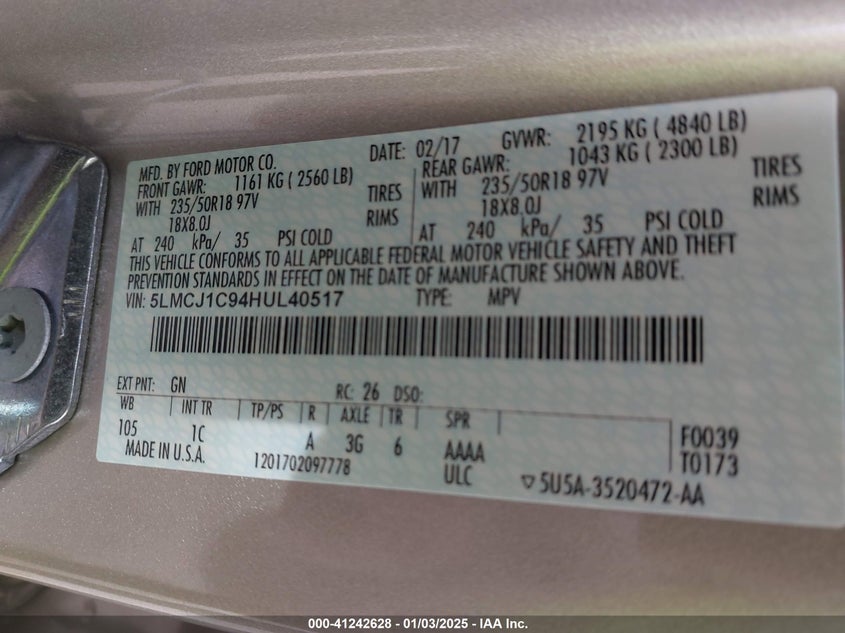 MFD. BY FORD MOTOR CO. DATE: 02/17 GVWR: 2195 KG ( 4840 LB)
FRONT GAWR: 1161 KG ( 2560 LB) REAR GAWR: 1043 KG ( 2300 LB)
WITH 235/50R18 97V TIRES WITH 235/50R18 97V TIRES
18X8.0J RIMS 18X8.0J RIMS
AT 240 kPa/ 35 PSI COLD AT 240 kPa/ 35 PSI COLD
THIS VEHICLE CONFORMS TO ALL APPLICABLE FEDERAL MOTOR VEHICLE SAFETY AND THEFT
PREVENTION STANDARDS IN EFFECT ON THE DATE OF MANUFACTURE SHOWN ABOVE.
VIN: 5LMCJ1C94HUL40517 TYPE: MPV
EXT PNT: GN RC: 26 DSO:
WB INT TR TP/PS R AXLE TR SPR
105 1C A 3G 6 AAAA F0039
MADE IN U.S.A. 1201702097778 ULC T0173
▽5U5A-3520472-AA
000-41242628 - 01/03/2025 - IAA Inc.